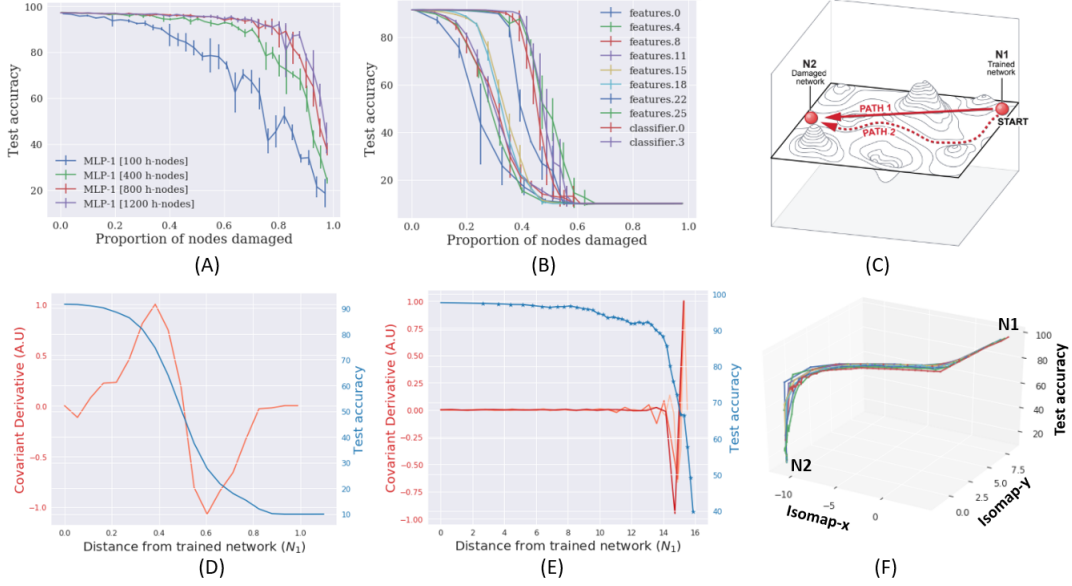 100
80
60
40
20
Test accuracy
MLP-1 [100 h-nodes]
MLP-1 [400 h-nodes]
MLP-1 [800 h-nodes]
MLP-1 [1200 h-nodes]
0.0 0.2 0.4 0.6 0.8 1.0
Proportion of nodes damaged
(A)
80
60
40
20
Test accuracy
features.0
features.4
features.8
features.11
features.15
features.18
features.22
features.25
classifier.0
classifier.3
0.0 0.2 0.4 0.6 0.8 1.0
Proportion of nodes damaged
(B)
N2
Damaged
network
N1
Trained
network
PATH 1
PATH 2
START
(C)
Covariant Derivative (A.U)
1.0
0.5
0.0
−0.5
−1.0
90
80
70
60
50
40
30
20
10
Test accuracy
0.0 0.2 0.4 0.6 0.8 1.0
Distance from trained network (N1)
(D)
Covariant Derivative (A.U)
1.00
0.75
0.50
0.25
0.00
−0.25
−0.50
−0.75
−1.00
100
90
80
70
60
50
40
Test accuracy
0 2 4 6 8 10 12 14 16
Distance from trained network (N1)
(E)
N1
N2
100
80
60
40
20
Test accuracy
−10 −5 0
Isomap-x
0.0 2.5 5.0 7.5
Isomap-y
(F)